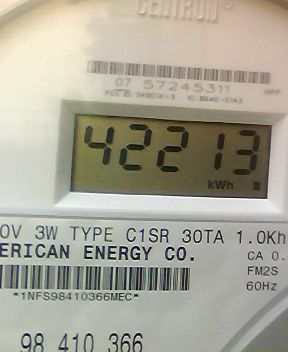 CENTRON
07 57245311
42213
kWh
0V 3W TYPE C1SR 30TA 1.0Kh
ERICAN ENERGY CO.
CA 0.
FM2S
60Hz
*1NFS98410366MEC*
98 410 366